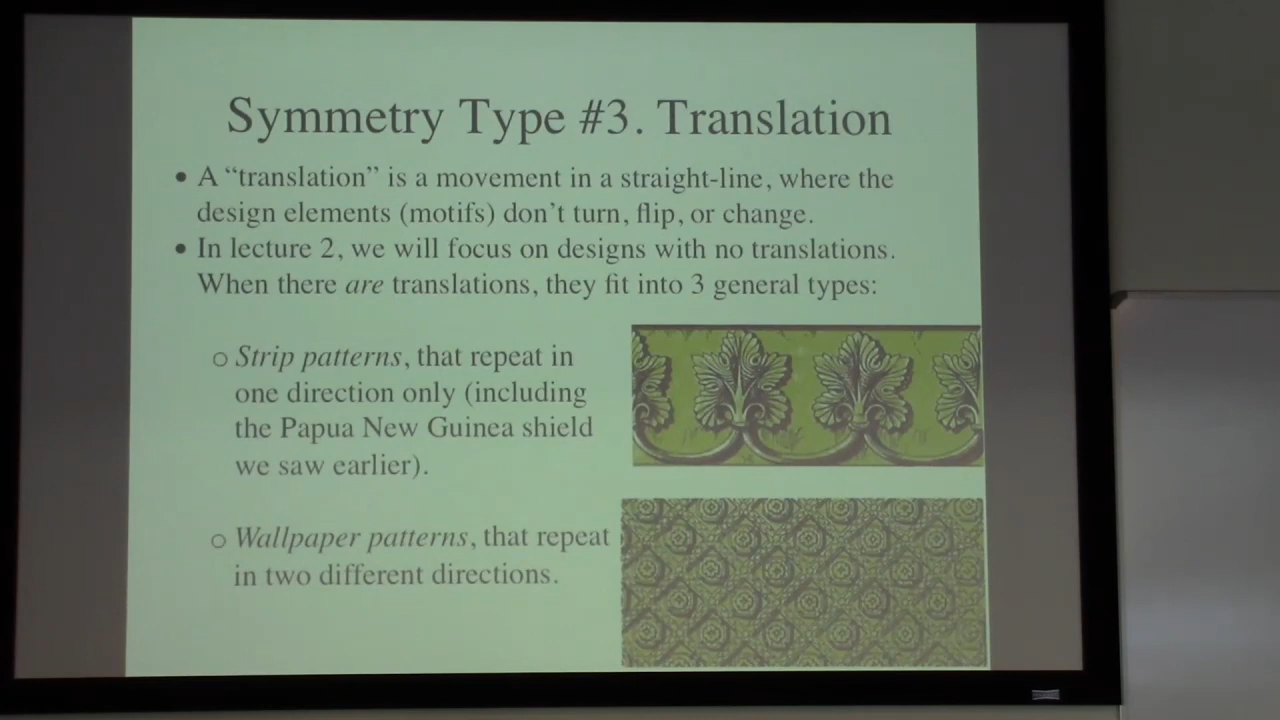 Symmetry Type #3. Translation
• A “translation” is a movement in a straight-line, where the
design elements (motifs) don’t turn, flip, or change.
• In lecture 2, we will focus on designs with no translations.
When there are translations, they fit into 3 general types:
o Strip patterns, that repeat in
one direction only (including
the Papua New Guinea shield
we saw earlier).
o Wallpaper patterns, that repeat
in two different directions.